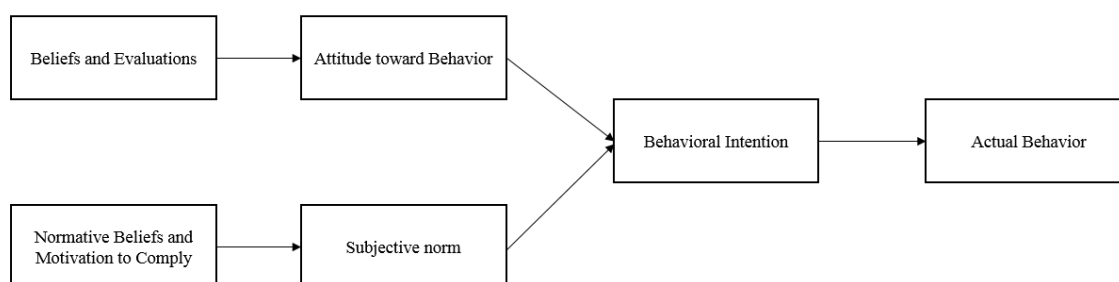 Beliefs and Evaluations
Attitude toward Behavior
Behavioral Intention
Actual Behavior
Normative Beliefs and
Motivation to Comply
Subjective norm